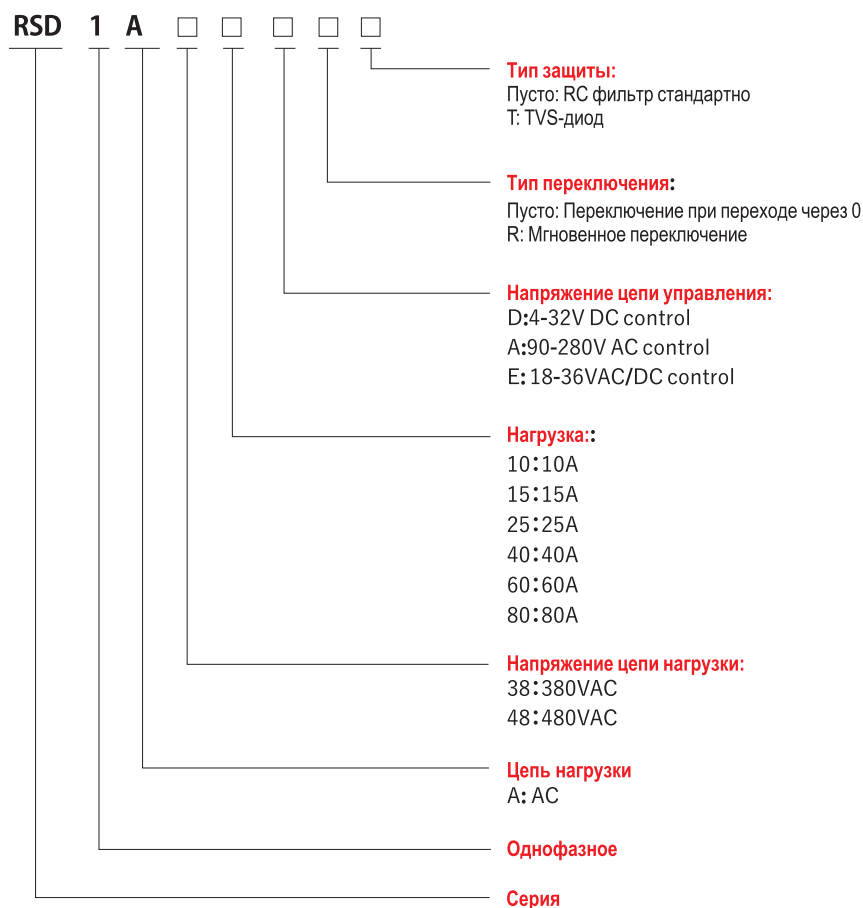 RSD 1 A □ □ □ □ □
Тип защиты:
Пусто: RC фильтр стандартно
T: TVS-диод
Тип переключения:
Пусто: Переключение при переходе через 0
R: Мгновенное переключение
Напряжение цепи управления:
D:4-32V DC control
A:90-280V AC control
E: 18-36VAC/DC control
Нагрузка::
10:10A
15:15A
25:25A
40:40A
60:60A
80:80A
Напряжение цепи нагрузки:
38:380VAC
48:480VAC
Цепь нагрузки
A: AC
Однофазное
Серия